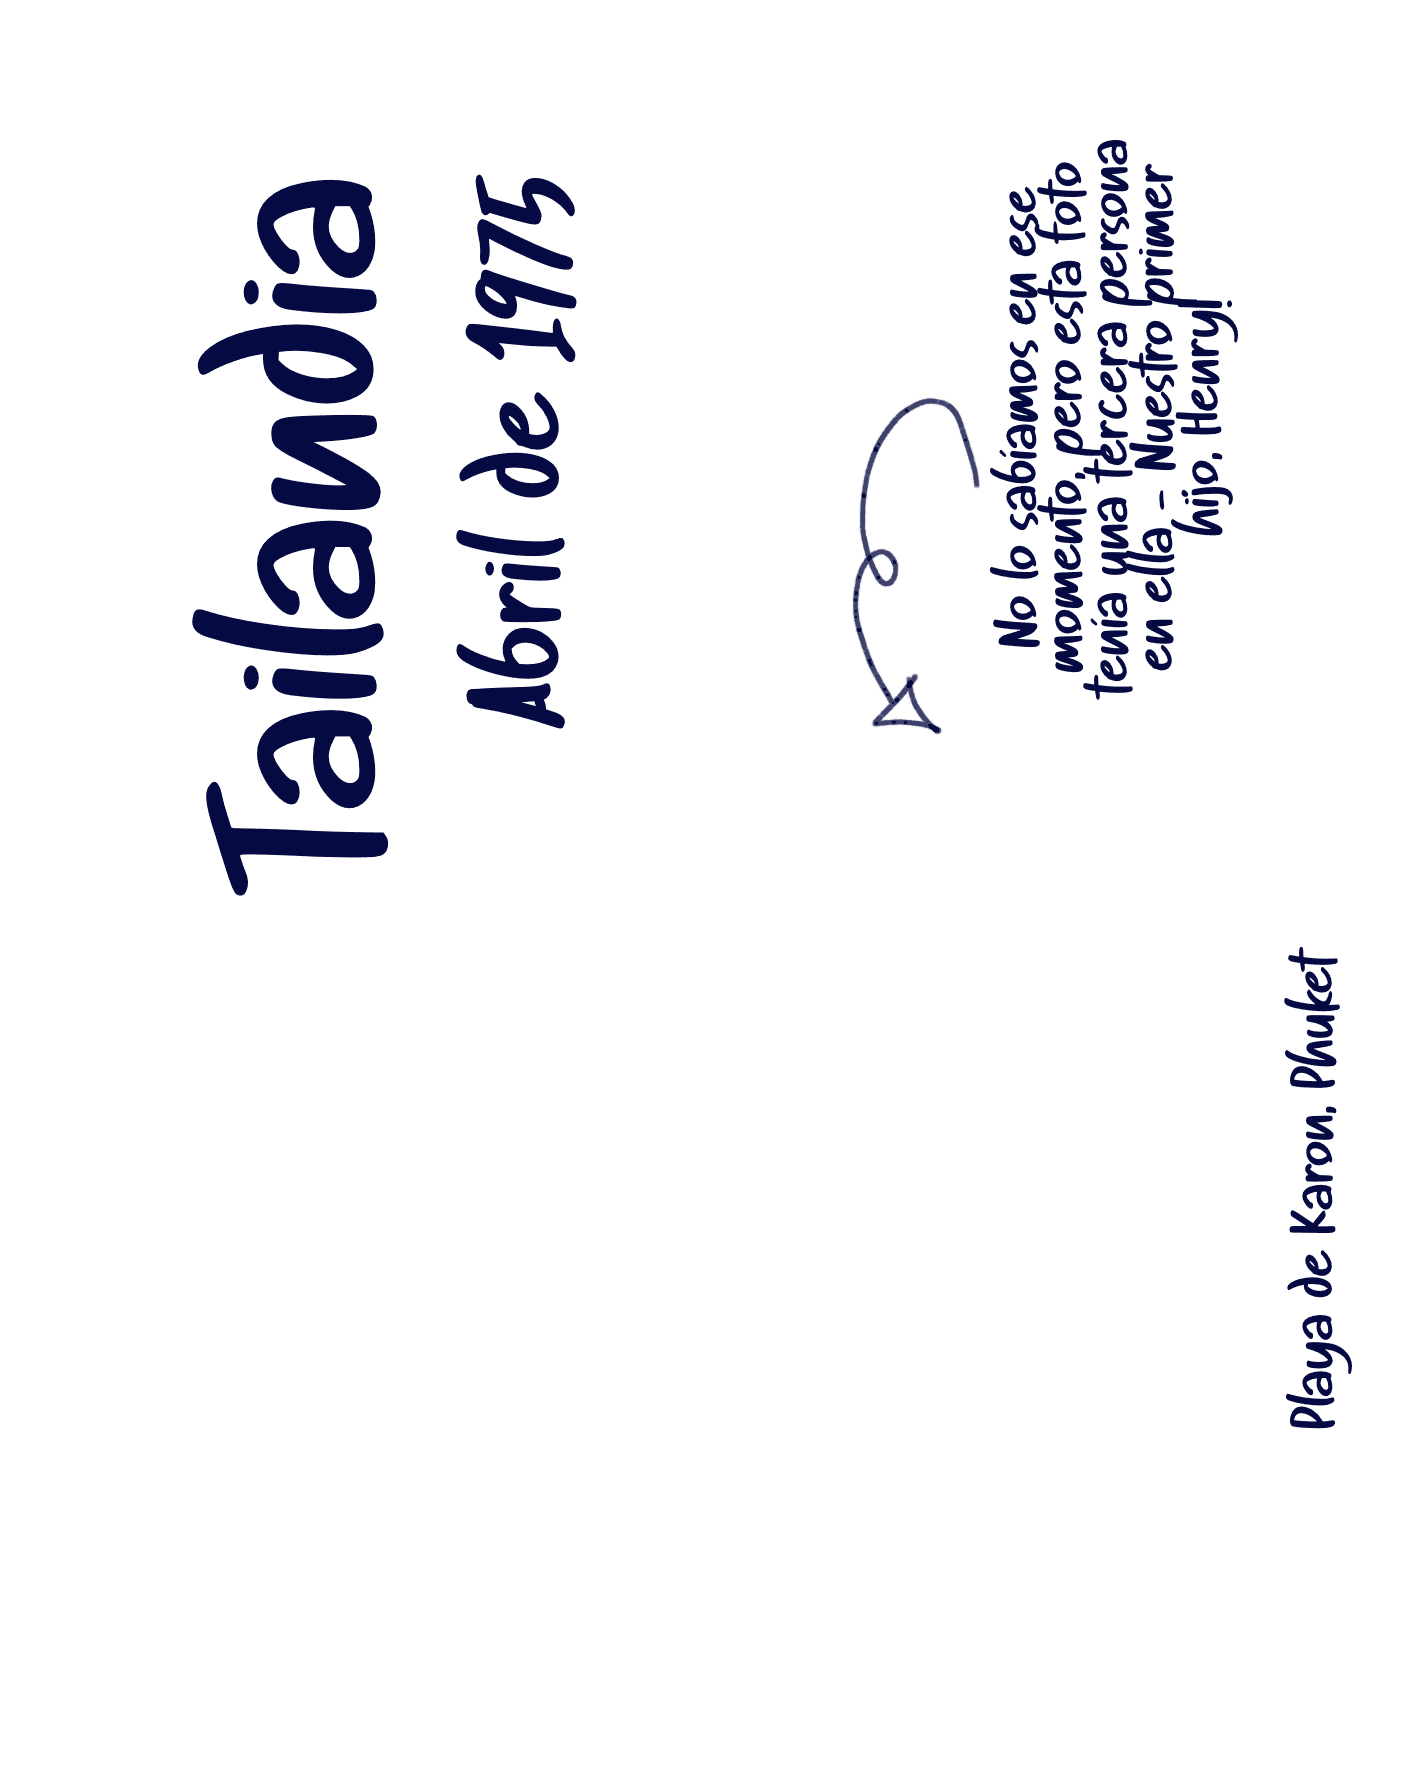 Tailandia
Abril de 1975
No lo sabíamos en ese
momento, pero esta foto
tenía una tercera persona
en ella - Nuestro primer
hijo, Henry!
Playa de Karon, Phuket